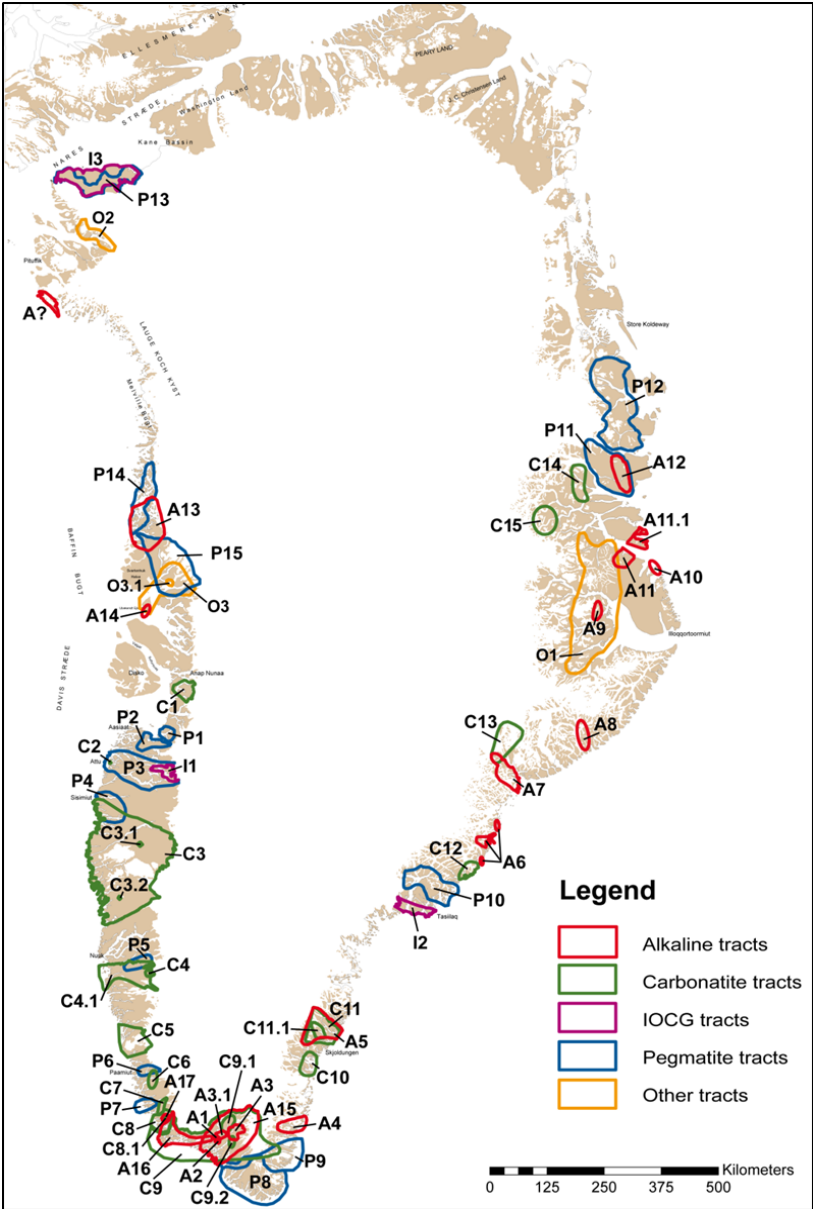 ELLESMERE ISLAND
PEARY LAND
J. C. Christensen Land
Washington Land
NARES STRÆDE
Kane Bassin
I3
P13
O2
Pituffik
A?
LAUGE KOCH KYST
Melville Bugt
Store Koldewey
P12
P11
A12
C14
C15
A11.1
A10
A11
A9
O1
Illoqqortoormiut
P14
A13
P15
BAFFIN BUGT
O3.1
O3
A14
DAVIS STRÆDE
Disko
Anap Nunaa
C1
Aasiaat
P2
P1
C2
Attu
P3
I1
P4
Sisimiut
C3.1
C3
C3.2
C13
A8
A7
A6
C12
P10
Tasiilaq
I2
Nuuk
P5
C4
C4.1
C5
C11
C11.1
A5
Skjoldungen
C10
P6
Paamiut
C6
C7
A17
P7
C8
C8.1
A16
C9
A1
A3.1
C9.1
A3
A15
A4
A2
C9.2
P8
P9
Legend
Alkaline tracts
Carbonatite tracts
IOCG tracts
Pegmatite tracts
Other tracts
Kilometers
0 125 250 375 500